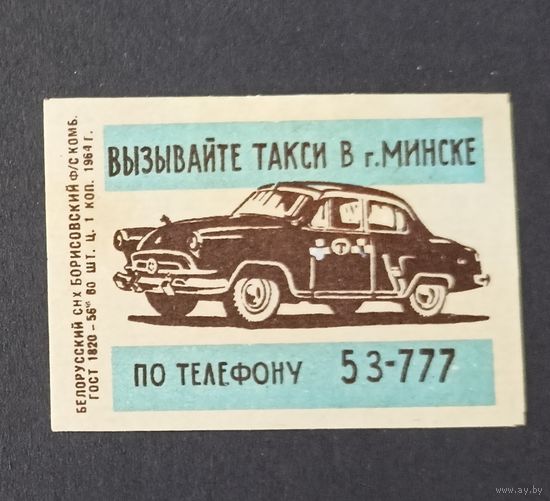 ВЫЗЫВАЙТЕ ТАКСИ В г.МИНСКЕ
Т
ПО ТЕЛЕФОНУ 53-777
БЕЛОРУССКИЙ СНХ БОРИСОВСКИЙ Ф/С КОМБ.
ГОСТ 1820-56 60 ШТ. Ц. 1 КОП. 1964 Г.
www.ay.by